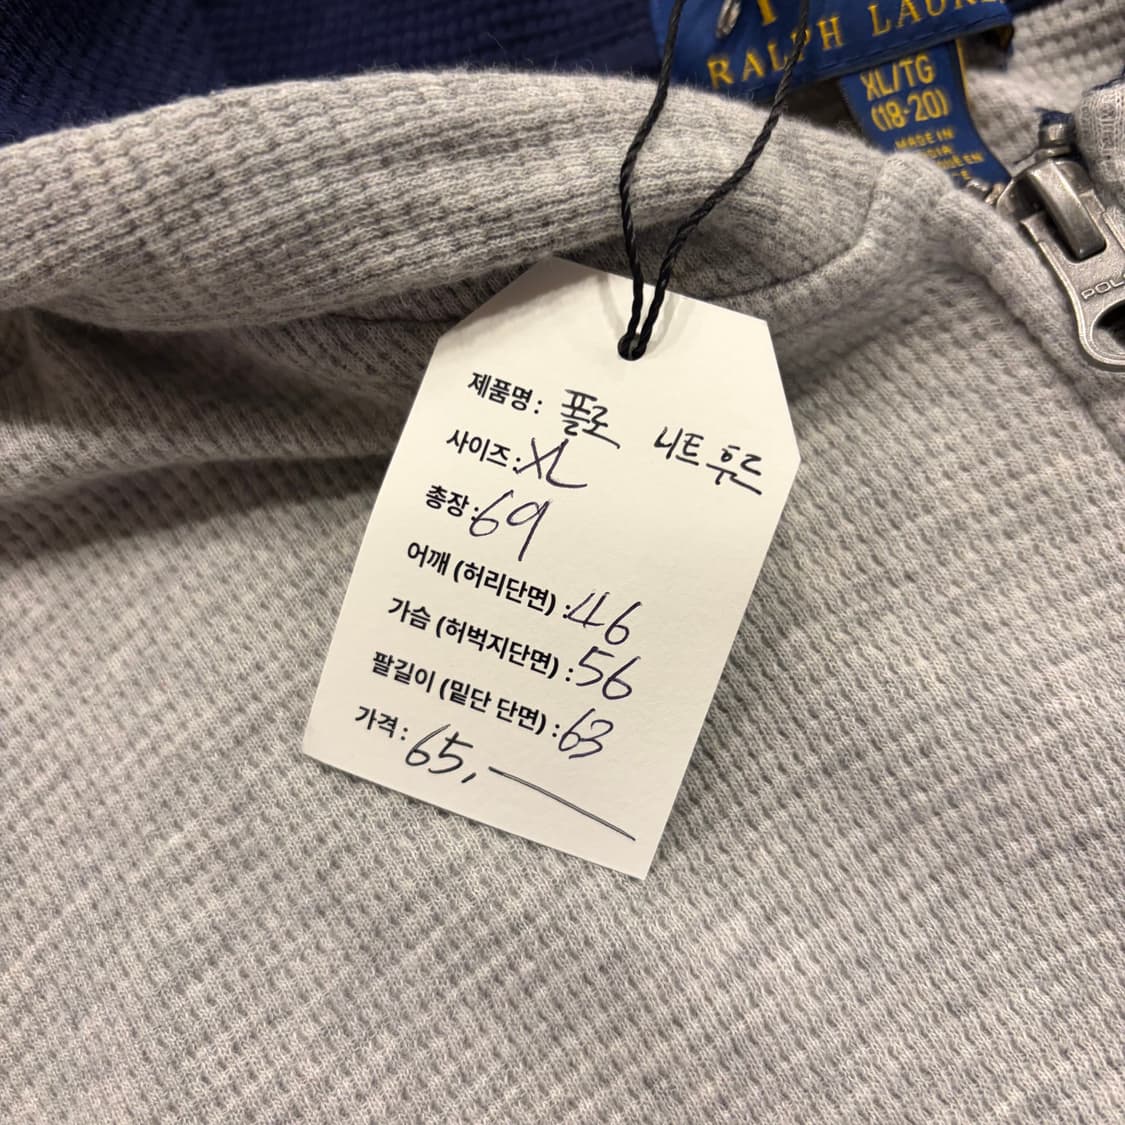 RALPH LAUREN
XL/TG
(18-20)
MADE IN
제품명: 폴로 니트 후드
사이즈: XL
총장: 69
어깨 (허리단면) : 46
가슴 (허벅지단면) : 56
팔길이 (밑단 단면) : 63
가격: 65,